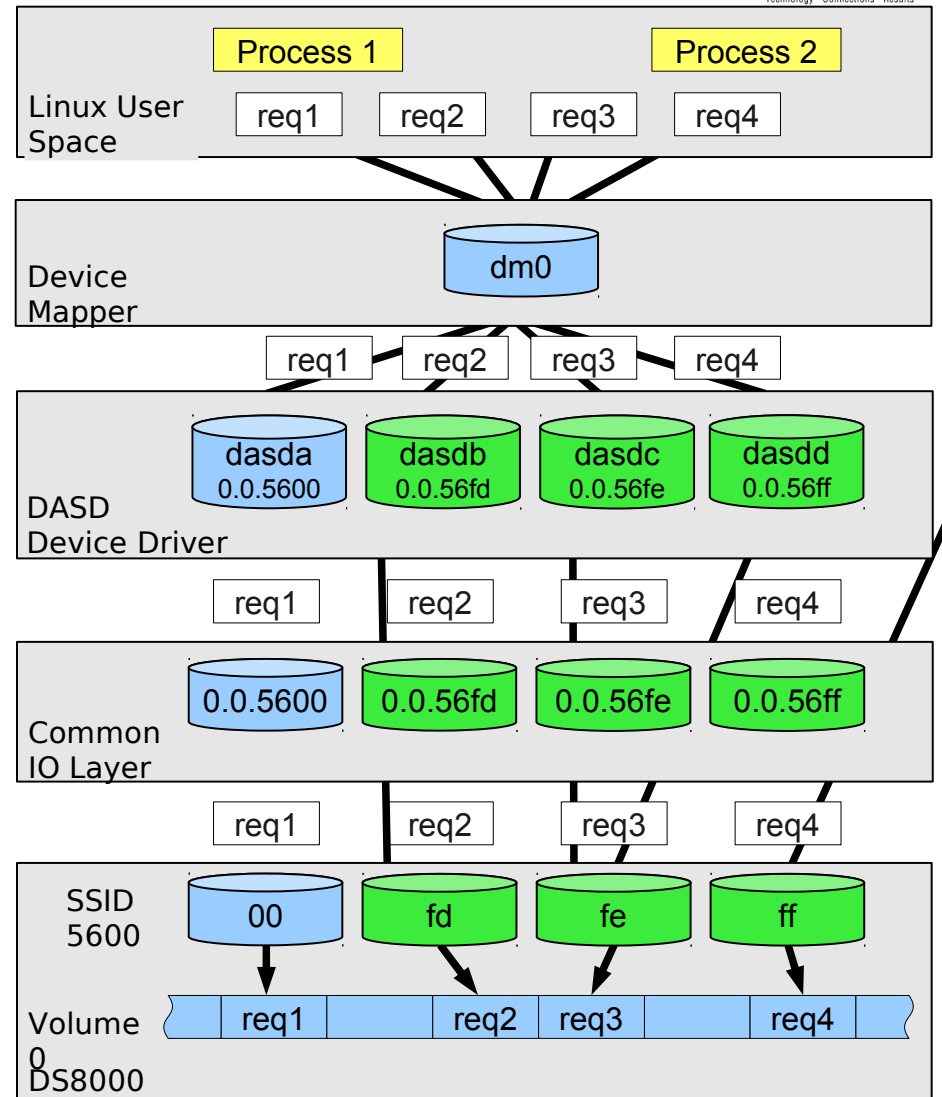 Technology · Connections · Results
Process 1
Process 2
Linux User
Space
req1
req2
req3
req4
dm0
Device
Mapper
req1
req2
req3
req4
dasda
0.0.5600
dasdb
0.0.56fd
dasdc
0.0.56fe
dasdd
0.0.56ff
DASD
Device Driver
req1
req2
req3
req4
0.0.5600
0.0.56fd
0.0.56fe
0.0.56ff
Common
IO Layer
req1
req2
req3
req4
SSID
5600
00
fd
fe
ff
req1
req2
req3
req4
Volume
0
DS8000